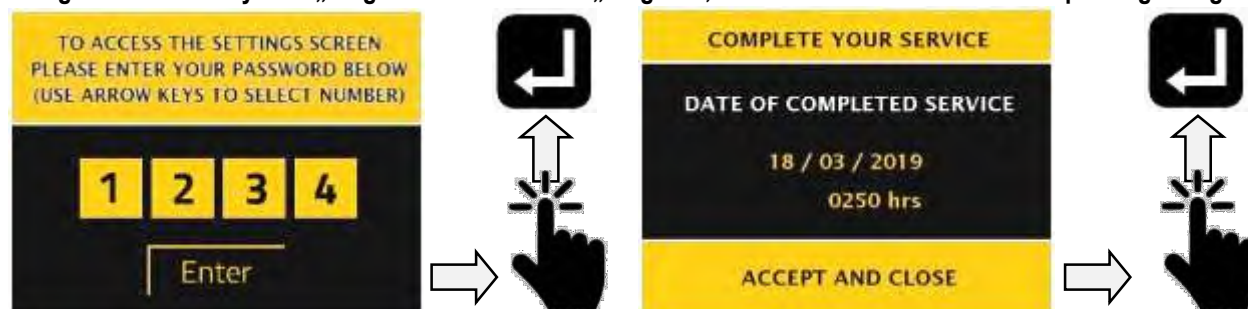 TO ACCESS THE SETTINGS SCREEN
PLEASE ENTER YOUR PASSWORD BELOW
(USE ARROW KEYS TO SELECT NUMBER)
1 2 3 4
Enter
COMPLETE YOUR SERVICE
DATE OF COMPLETED SERVICE
18 / 03 / 2019
0250 hrs
ACCEPT AND CLOSE